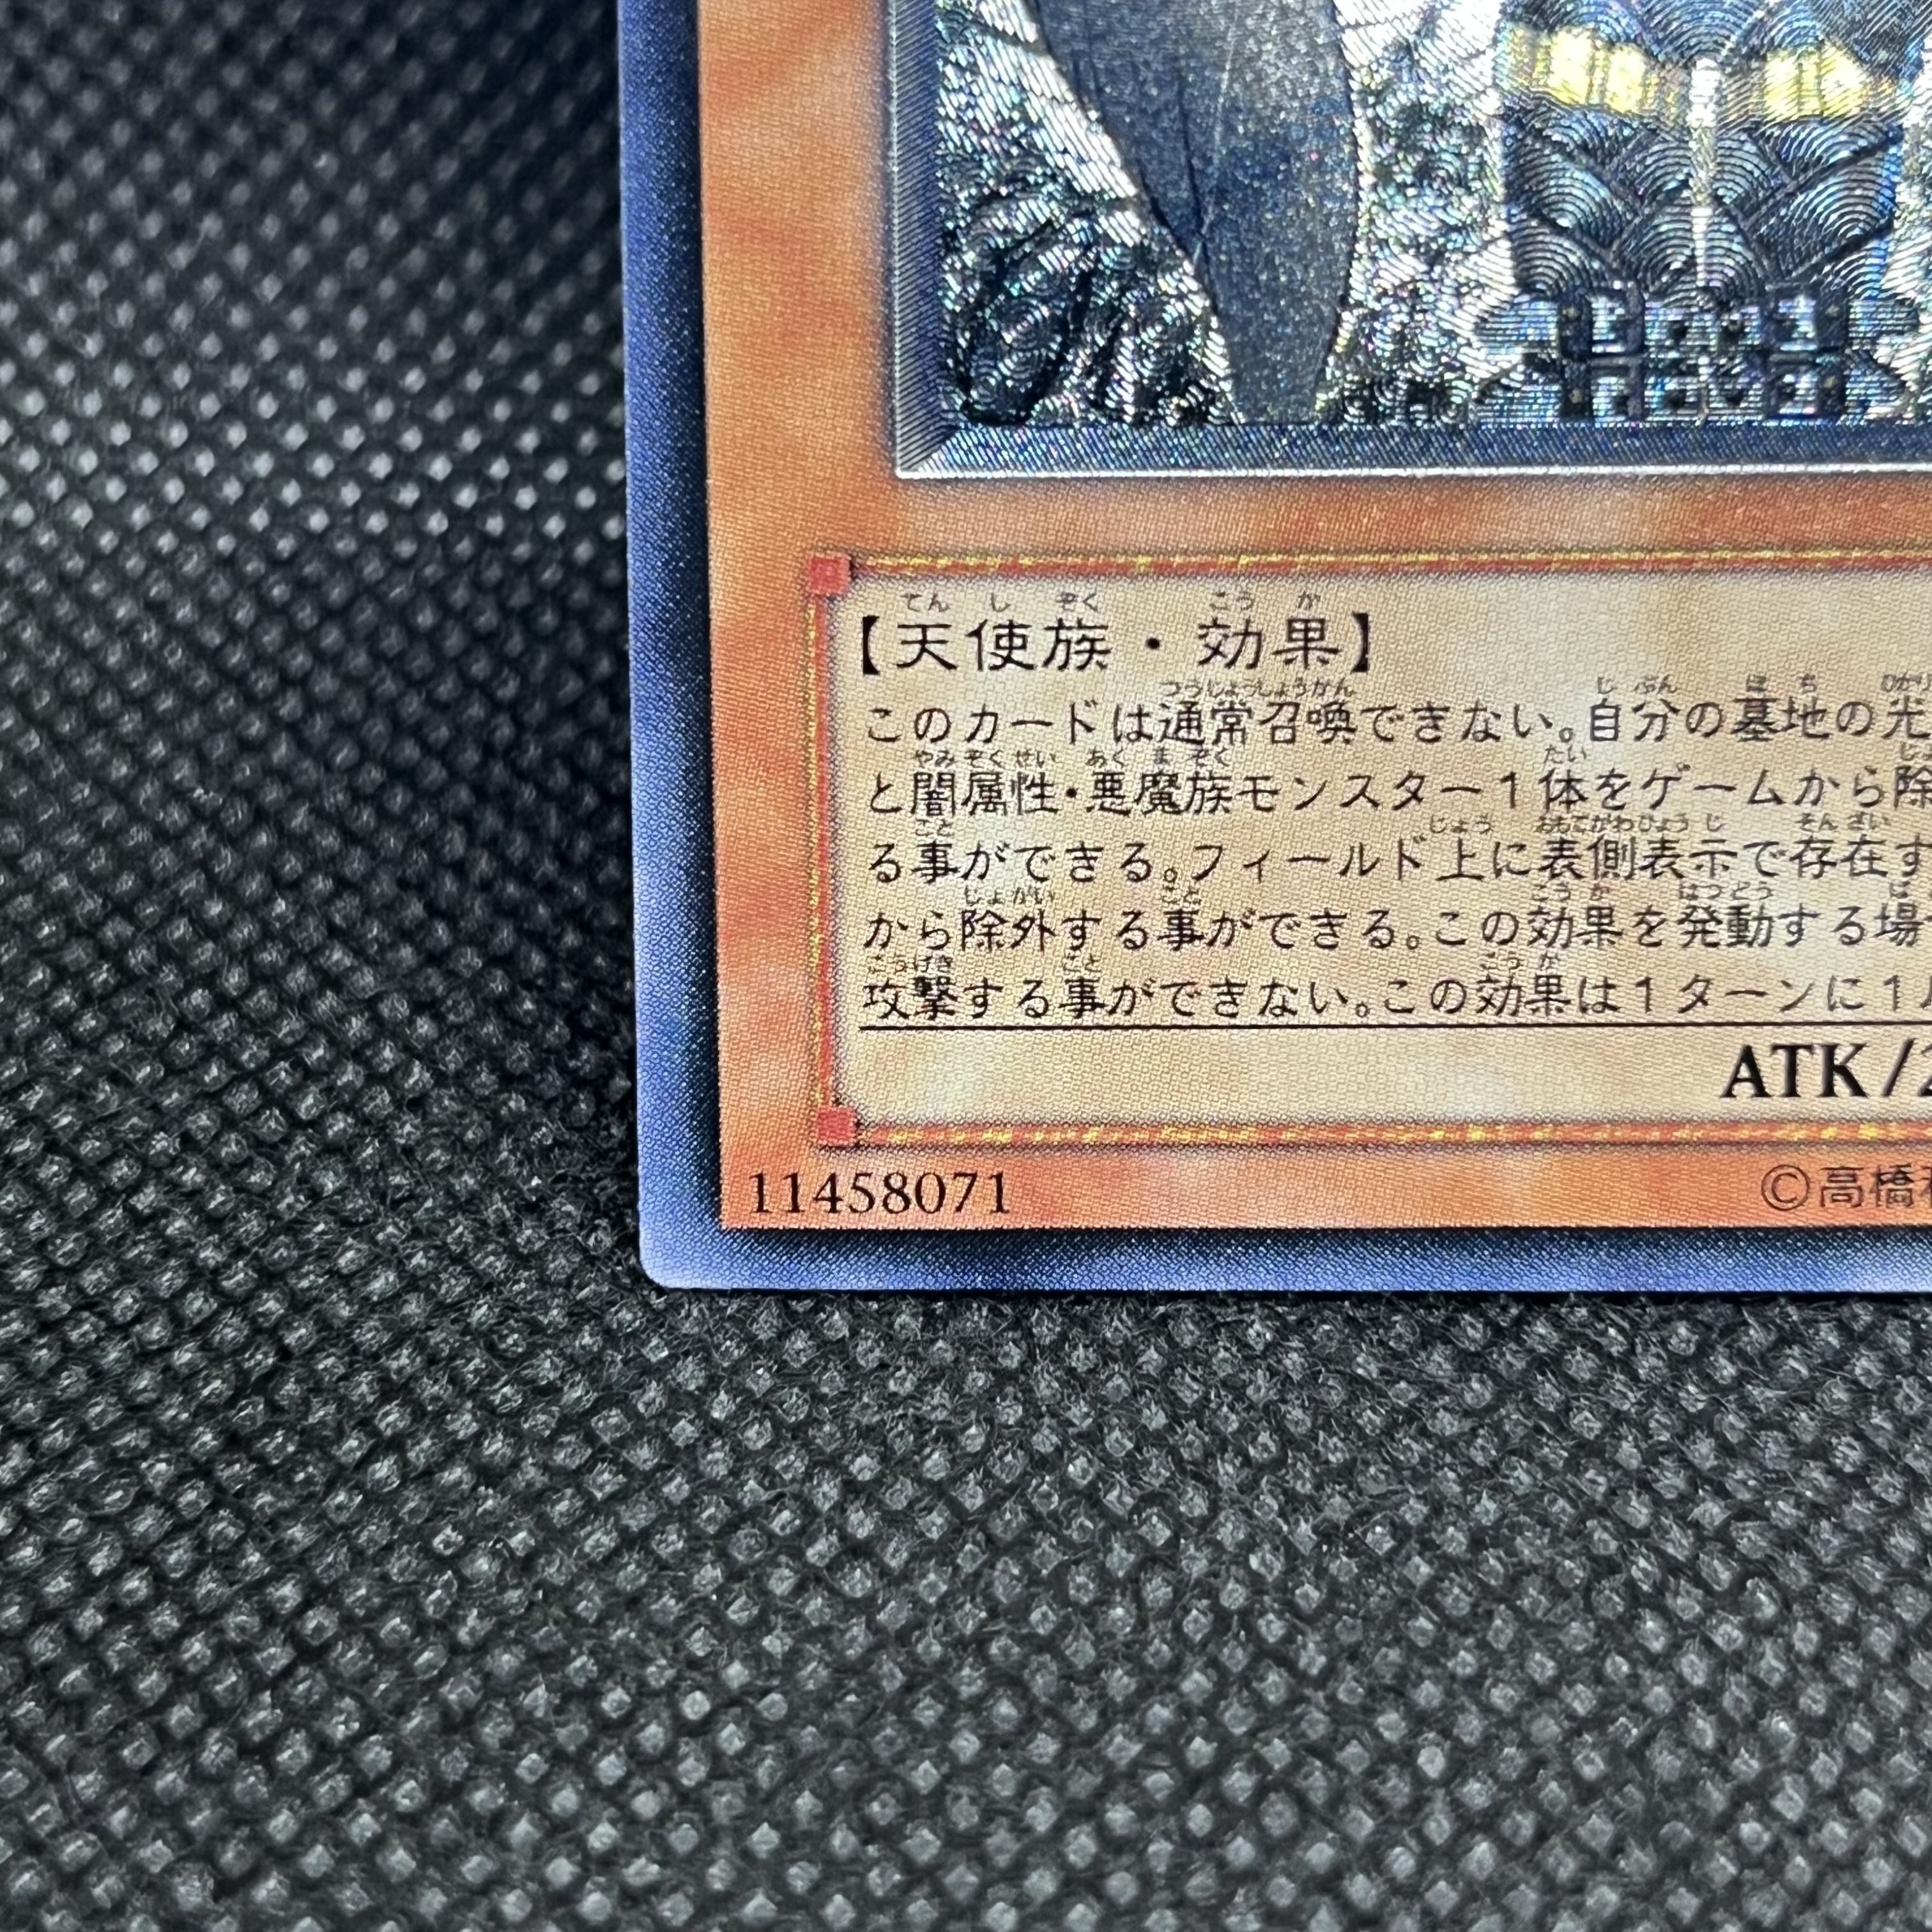 【天使族・効果】
このカードは通常召喚できない。自分の墓地の光
と闇属性・悪魔族モンスター1体をゲームから除
る事ができる。フィールド上に表側表示で存在す
から除外する事ができる。この効果を発動する場
攻撃する事ができない。この効果は1ターンに1
ATK/2
11458071
©高橋